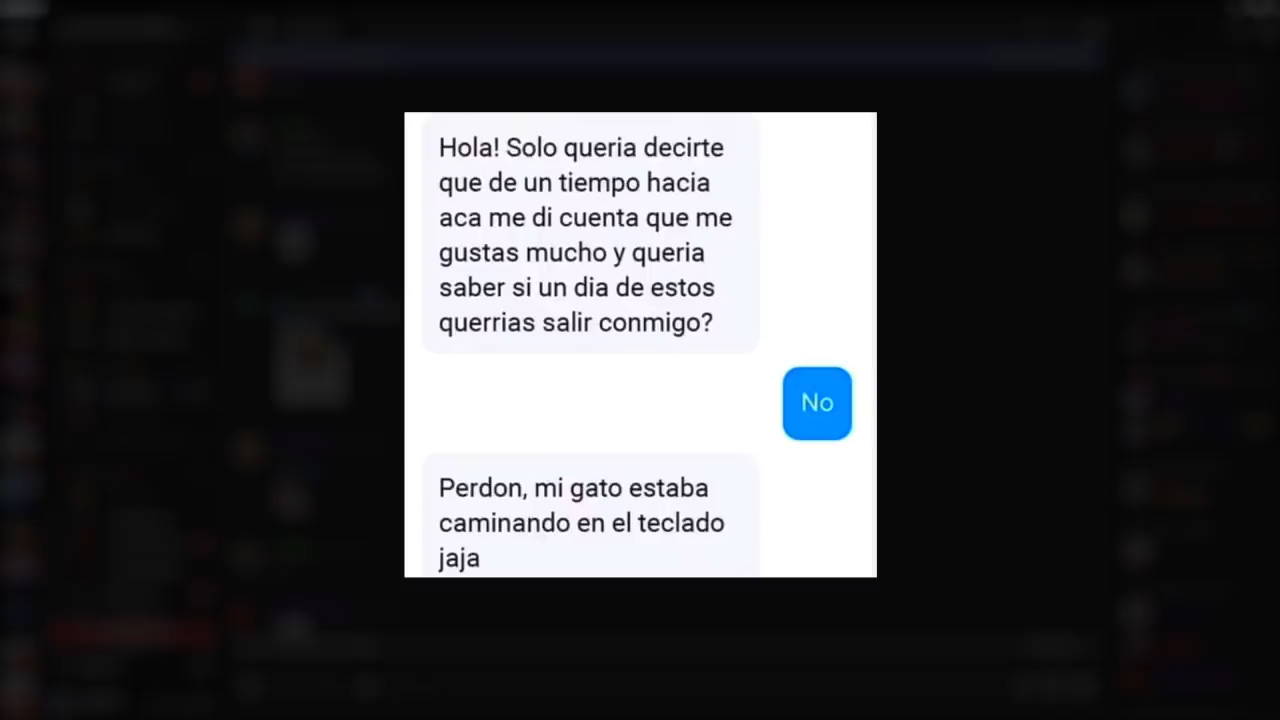 Hola! Solo queria decirte
que de un tiempo hacia
aca me di cuenta que me
gustas mucho y queria
saber si un dia de estos
querrias salir conmigo?
No
Perdon, mi gato estaba
caminando en el teclado
jaja